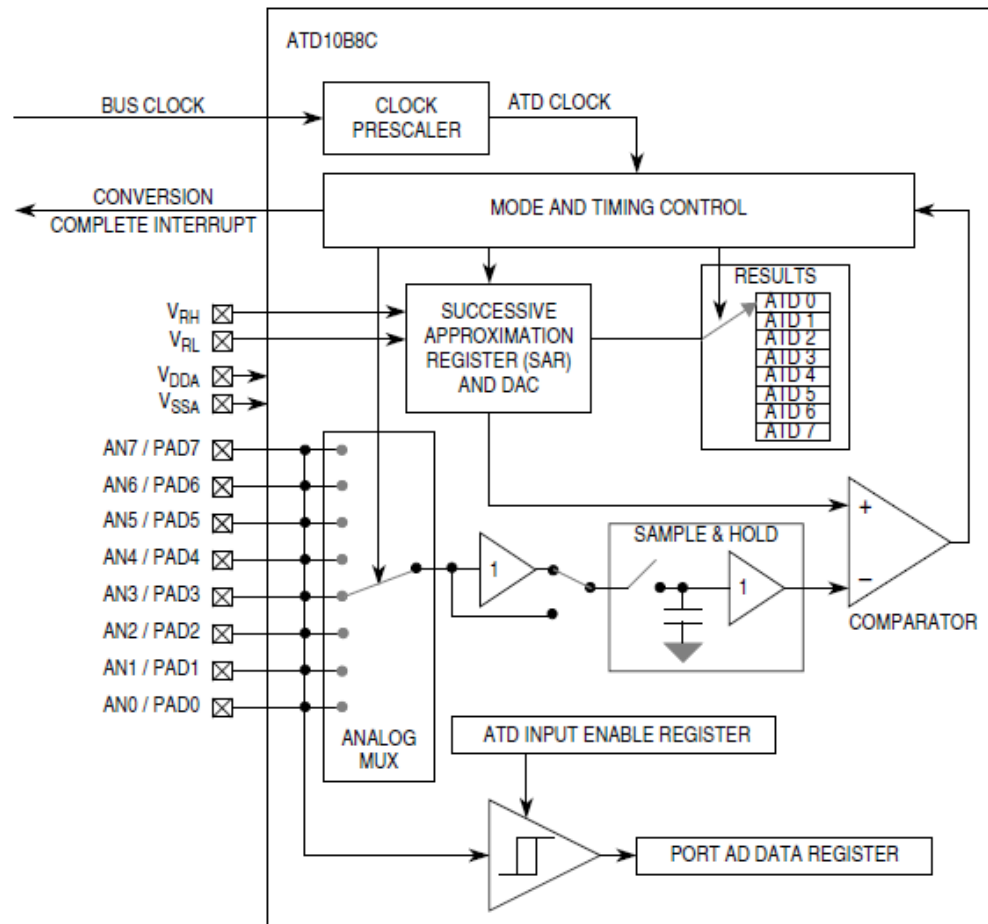 ATD10B8C
BUS CLOCK
CLOCK
PRESCALER
ATD CLOCK
CONVERSION
COMPLETE INTERRUPT
MODE AND TIMING CONTROL
RESULTS
ATD 0
ATD 1
ATD 2
ATD 3
ATD 4
ATD 5
ATD 6
ATD 7
SUCCESSIVE
APPROXIMATION
REGISTER (SAR)
AND DAC
VRH
VRL
VDDA
VSSA
AN7 / PAD7
AN6 / PAD6
AN5 / PAD5
AN4 / PAD4
AN3 / PAD3
AN2 / PAD2
AN1 / PAD1
AN0 / PAD0
ANALOG
MUX
1
SAMPLE & HOLD
1
+
–
COMPARATOR
ATD INPUT ENABLE REGISTER
PORT AD DATA REGISTER